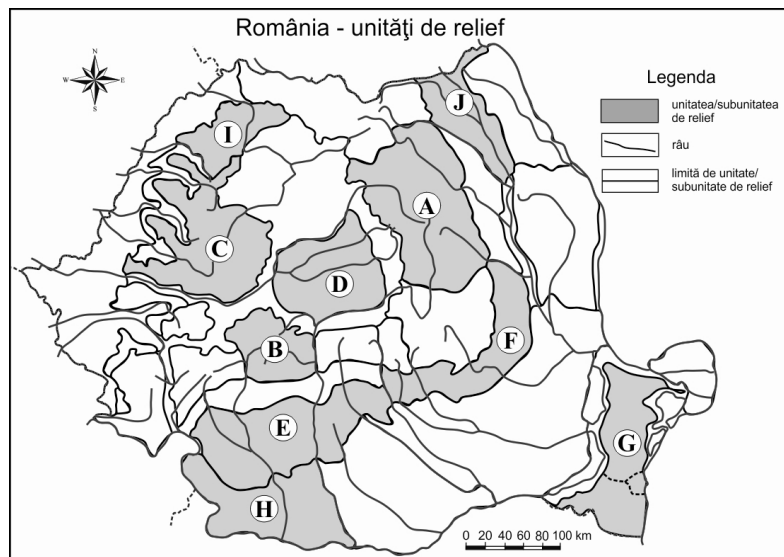 România - unităţi de relief
N
W E
S
Legenda
unitatea/subunitatea
de relief
râu
limită de unitate/
subunitate de relief
I
J
A
C
D
B
F
E
G
H
0 20 40 60 80 100 km